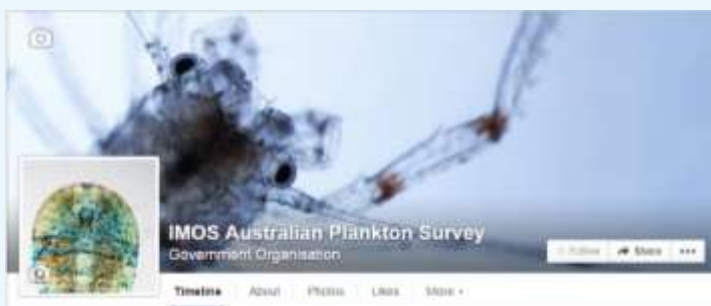 IMOS Australian Plankton Survey
Government Organisation
Follow Share
Timeline About Photos Likes More